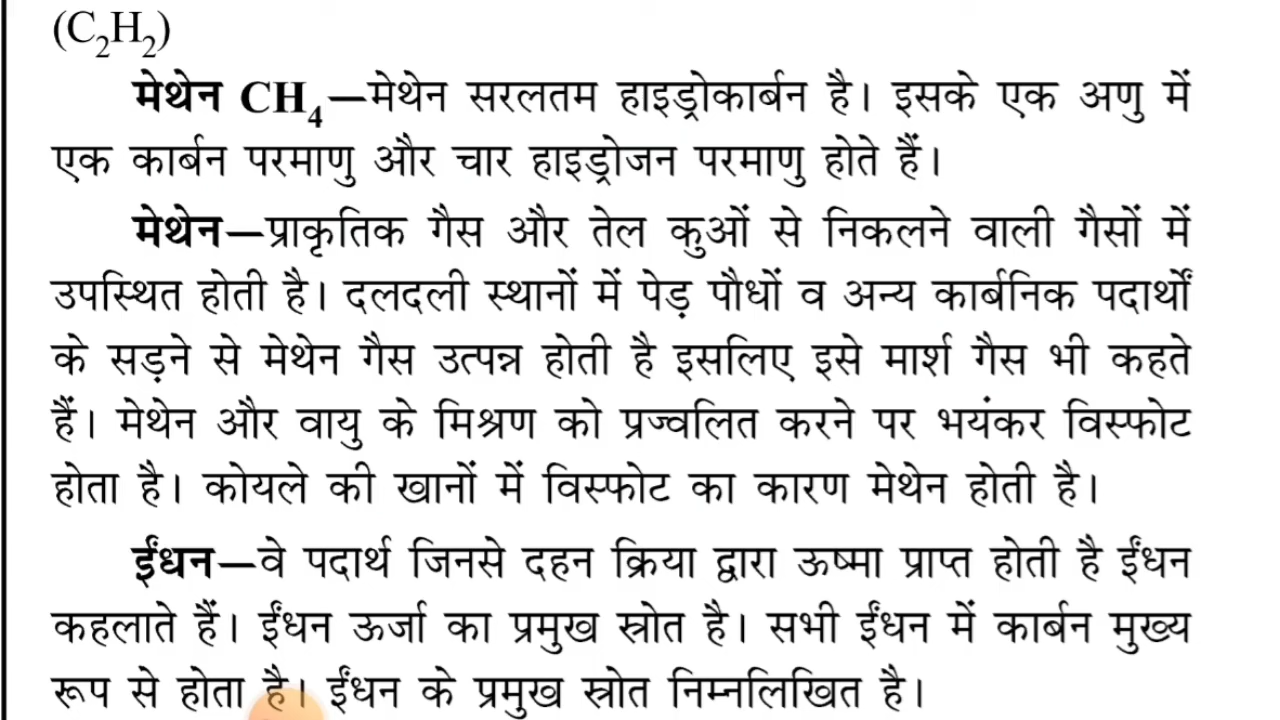 (C₂H₂)
मेथेन CH₄—मेथेन सरलतम हाइड्रोकार्बन है। इसके एक अणु में
एक कार्बन परमाणु और चार हाइड्रोजन परमाणु होते हैं।
मेथेन—प्राकृतिक गैस और तेल कुओं से निकलने वाली गैसों में
उपस्थित होती है। दलदली स्थानों में पेड़ पौधों व अन्य कार्बनिक पदार्थों
के सड़ने से मेथेन गैस उत्पन्न होती है इसलिए इसे मार्श गैस भी कहते
हैं। मेथेन और वायु के मिश्रण को प्रज्वलित करने पर भयंकर विस्फोट
होता है। कोयले की खानों में विस्फोट का कारण मेथेन होती है।
ईंधन—वे पदार्थ जिनसे दहन क्रिया द्वारा ऊष्मा प्राप्त होती है ईंधन
कहलाते हैं। ईंधन ऊर्जा का प्रमुख स्रोत है। सभी ईंधन में कार्बन मुख्य
रूप से होता है। ईंधन के प्रमुख स्रोत निम्नलिखित है।